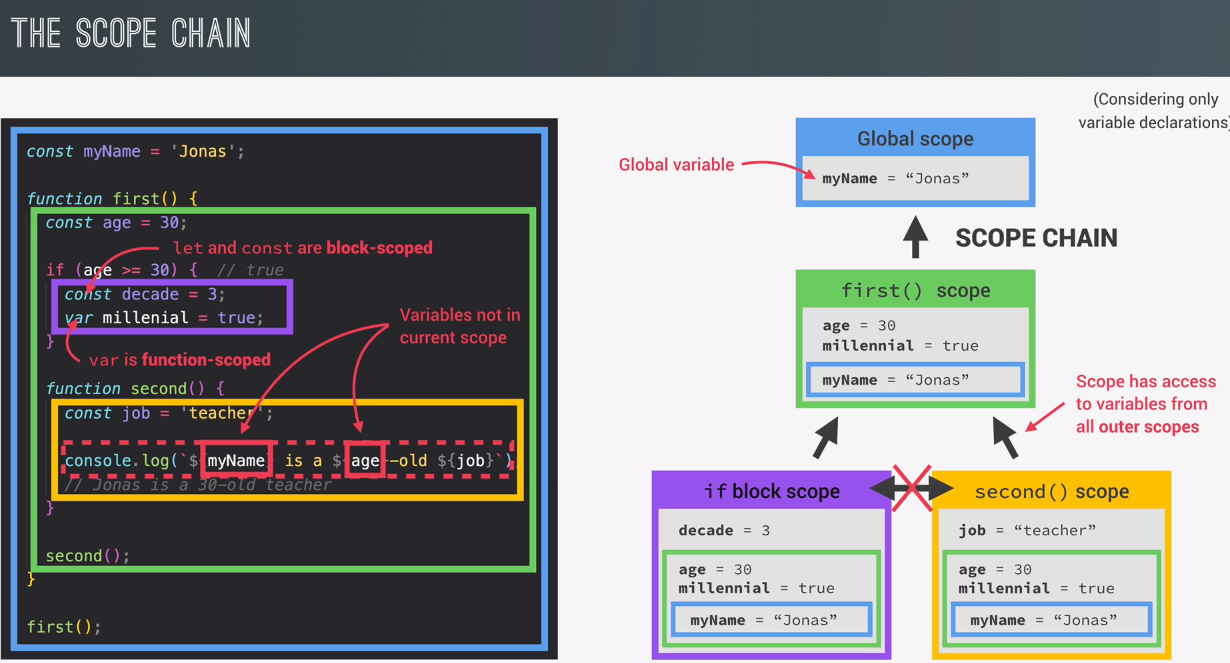 THE SCOPE CHAIN
(Considering only
variable declarations)
const myName = 'Jonas';
function first() {
const age = 30;
let and const are block-scoped
if (age >= 30) { // true
const decade = 3;
var millenial = true;
}
var is function-scoped
Variables not in
current scope
function second() {
const job = 'teacher';
console.log(`${myName} is a ${age}-old ${job}`)
// Jonas is a 30-old teacher
}
second();
}
first();
Global variable
Global scope
myName = “Jonas”
SCOPE CHAIN
first() scope
age = 30
millennial = true
myName = “Jonas”
Scope has access
to variables from
all outer scopes
if block scope
decade = 3
age = 30
millennial = true
myName = “Jonas”
second() scope
job = “teacher”
age = 30
millennial = true
myName = “Jonas”